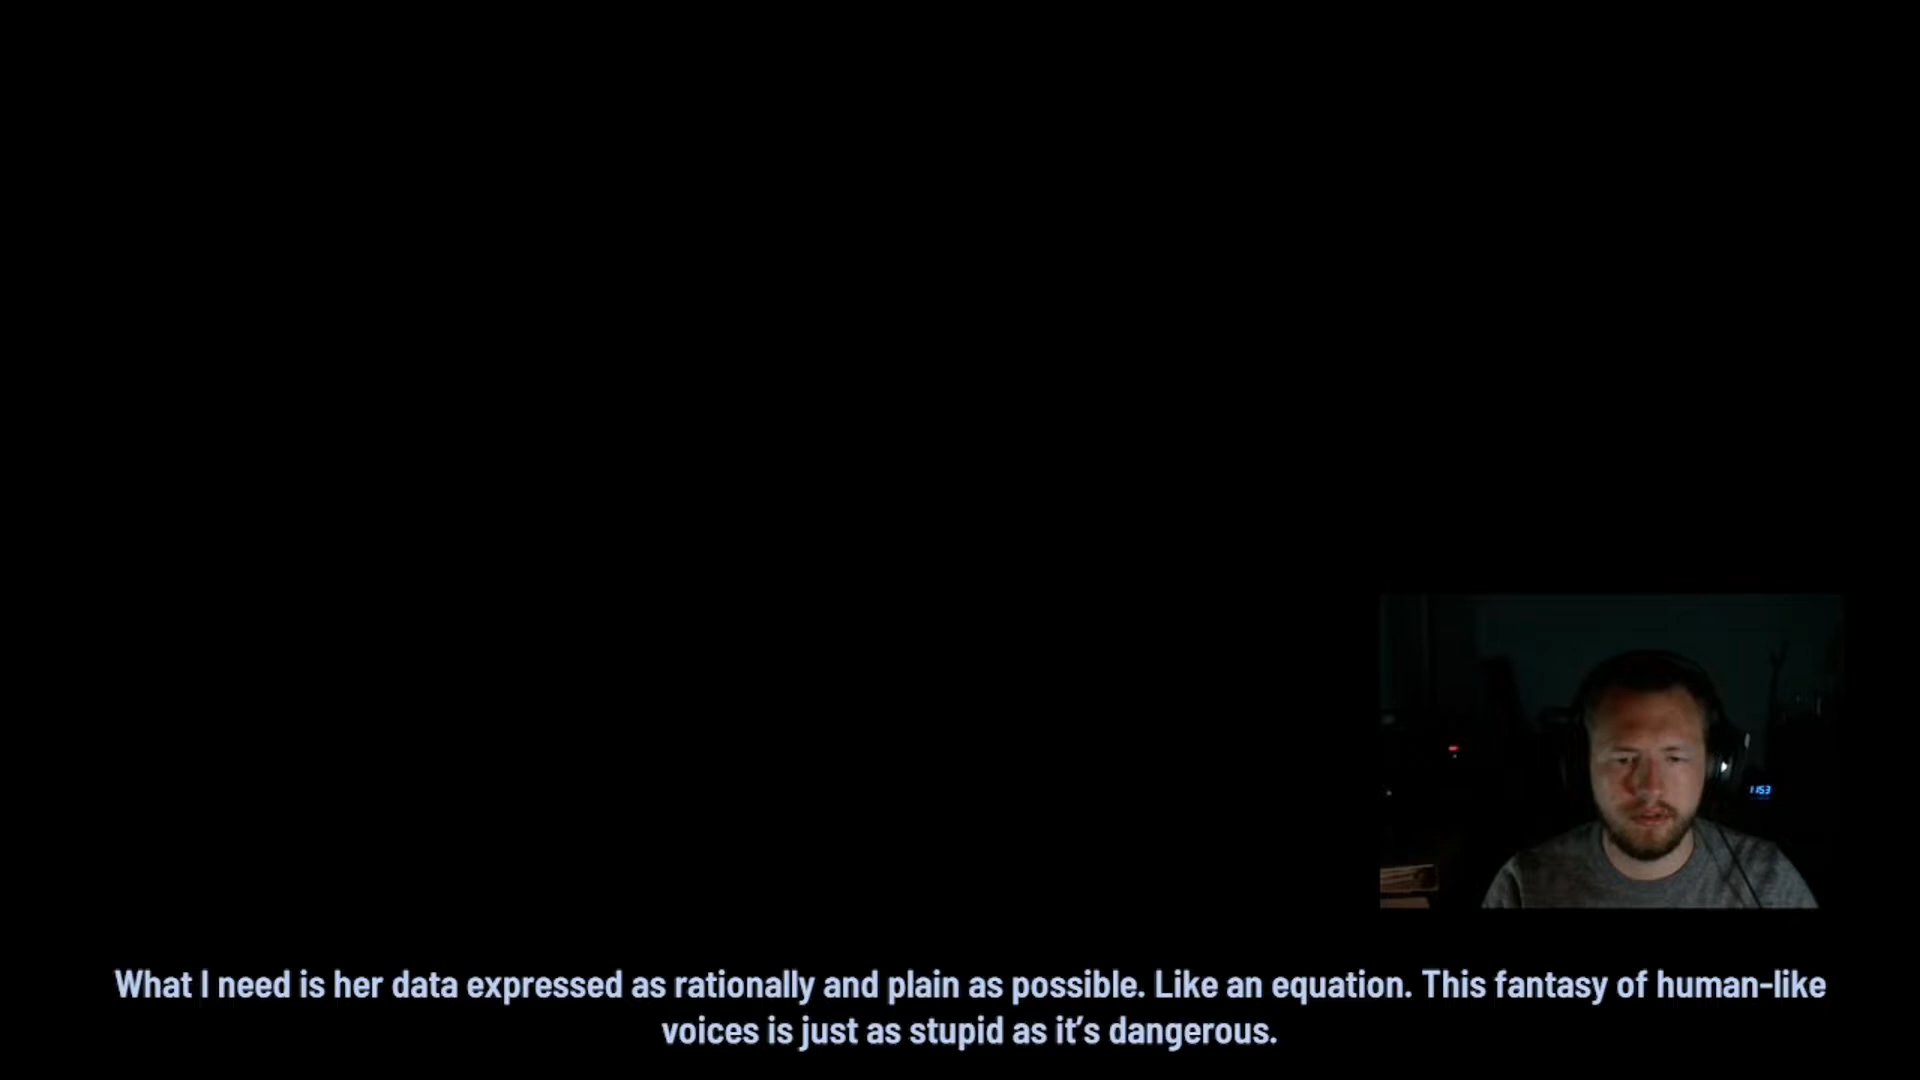 1153
What I need is her data expressed as rationally and plain as possible. Like an equation. This fantasy of human-like
voices is just as stupid as it’s dangerous.